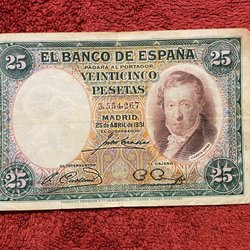 25 EL BANCO DE ESPAÑA 25
PAGARÁ AL PORTADOR
VEINTICINCO
PESETAS
3,554,267
MADRID
25 DE ABRIL DE 1931
EL GOBERNADOR
EL INTERVENTOR
CAJERO
25 25